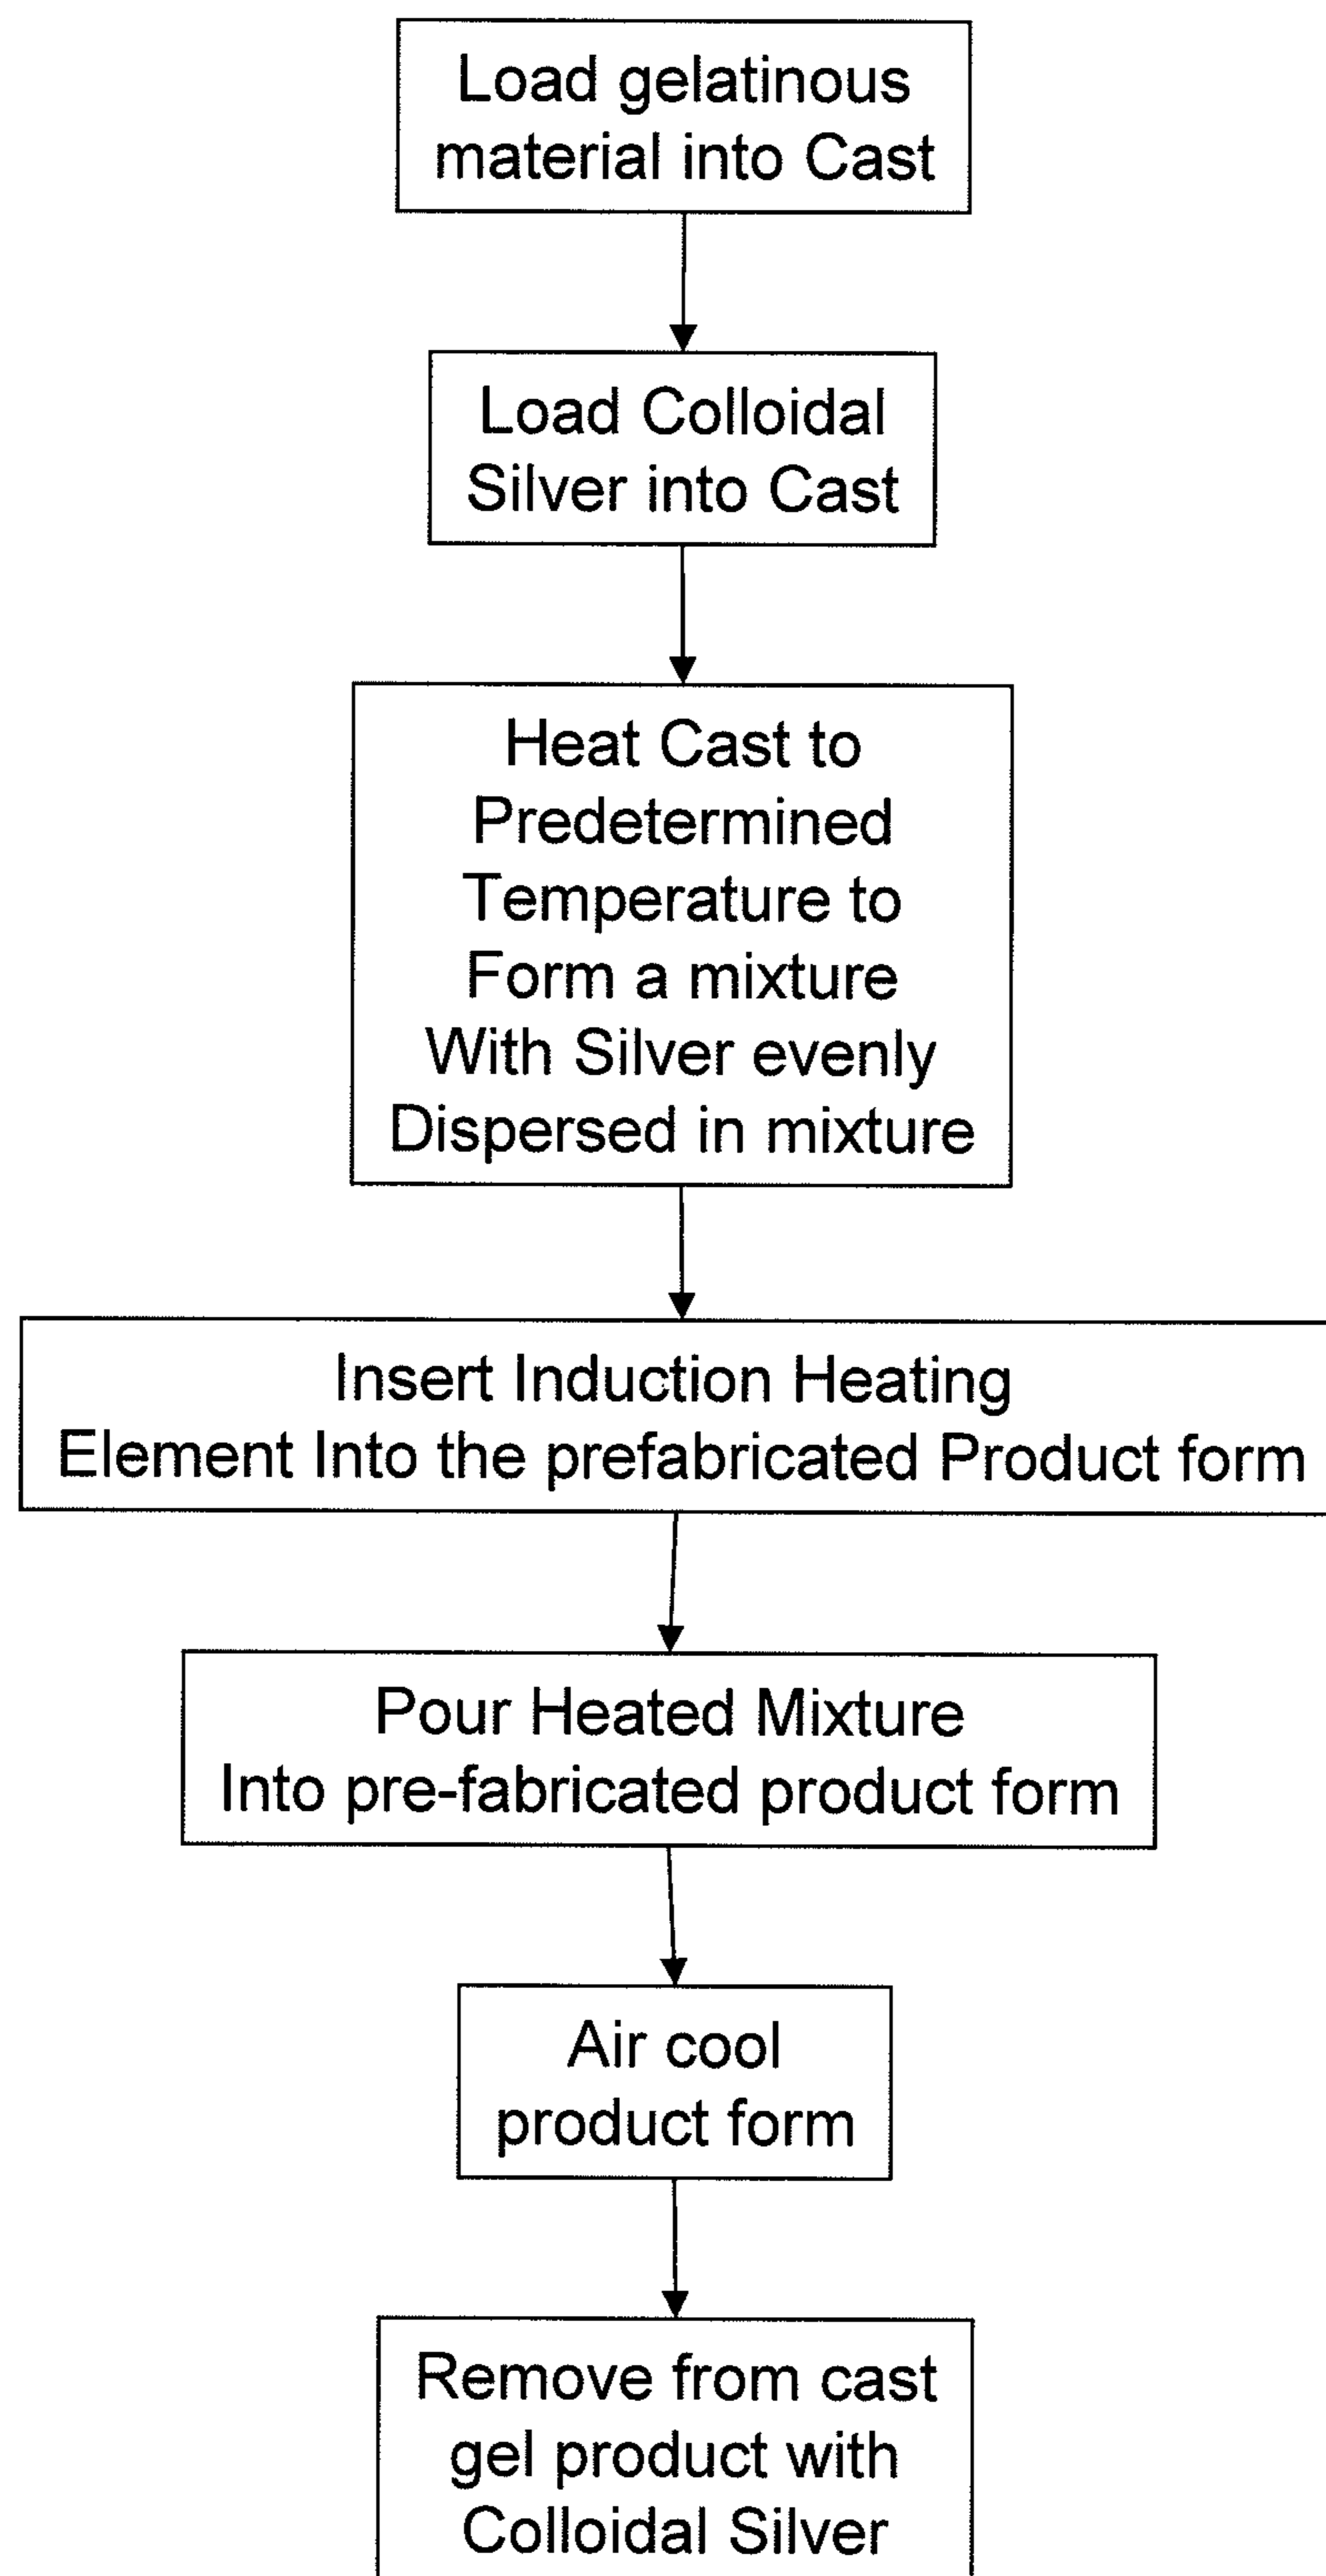 Load gelatinous
material into Cast
Load Colloidal
Silver into Cast
Heat Cast to
Predetermined
Temperature to
Form a mixture
With Silver evenly
Dispersed in mixture
Insert Induction Heating
Element Into the prefabricated Product form
Pour Heated Mixture
Into pre-fabricated product form
Air cool
product form
Remove from cast
gel product with
Colloidal Silver